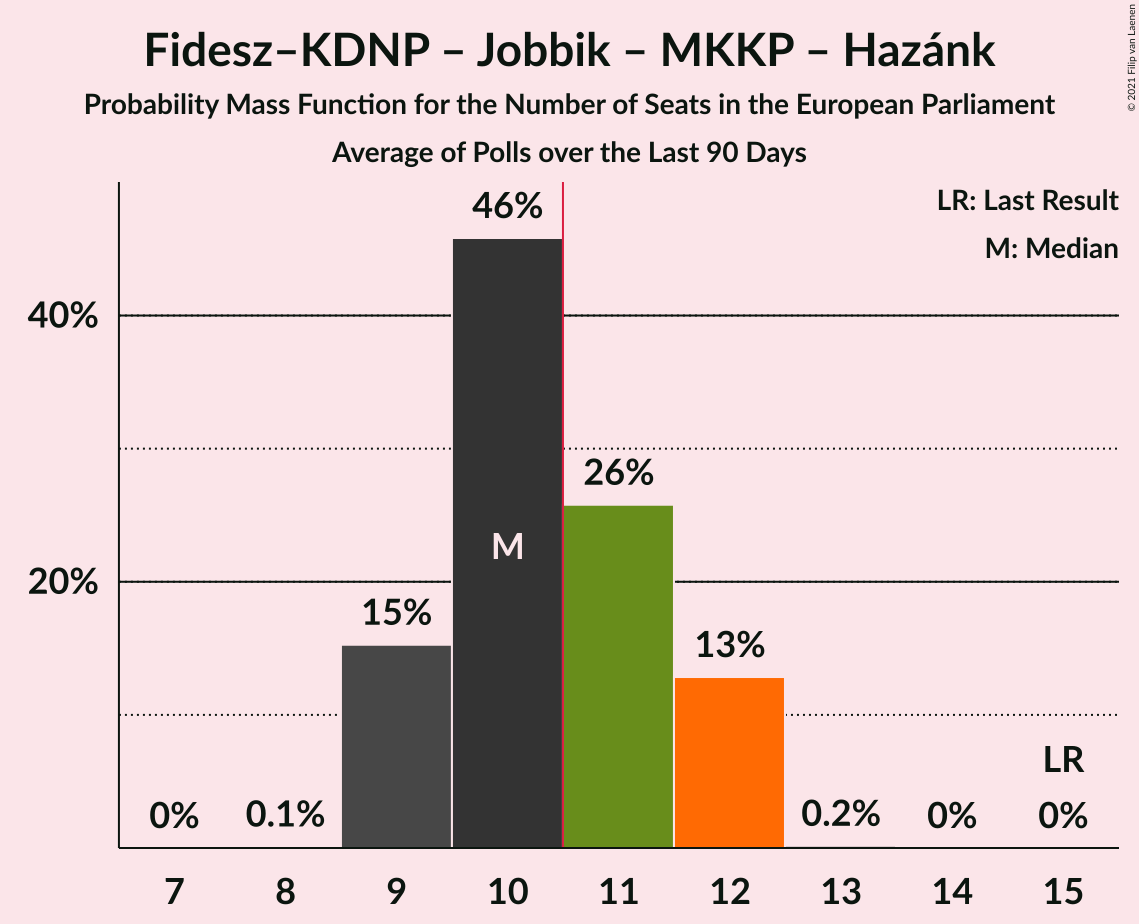 Fidesz–KDNP – Jobbik – MKKP – Hazánk
Probability Mass Function for the Number of Seats in the European Parliament
Average of Polls over the Last 90 Days
© 2021 Filip van Laenen
LR: Last Result
M: Median
46%
40%
26%
M
20%
15%
13%
LR
0%
0.1%
0.2%
0%
0%
7 8 9 10 11 12 13 14 15